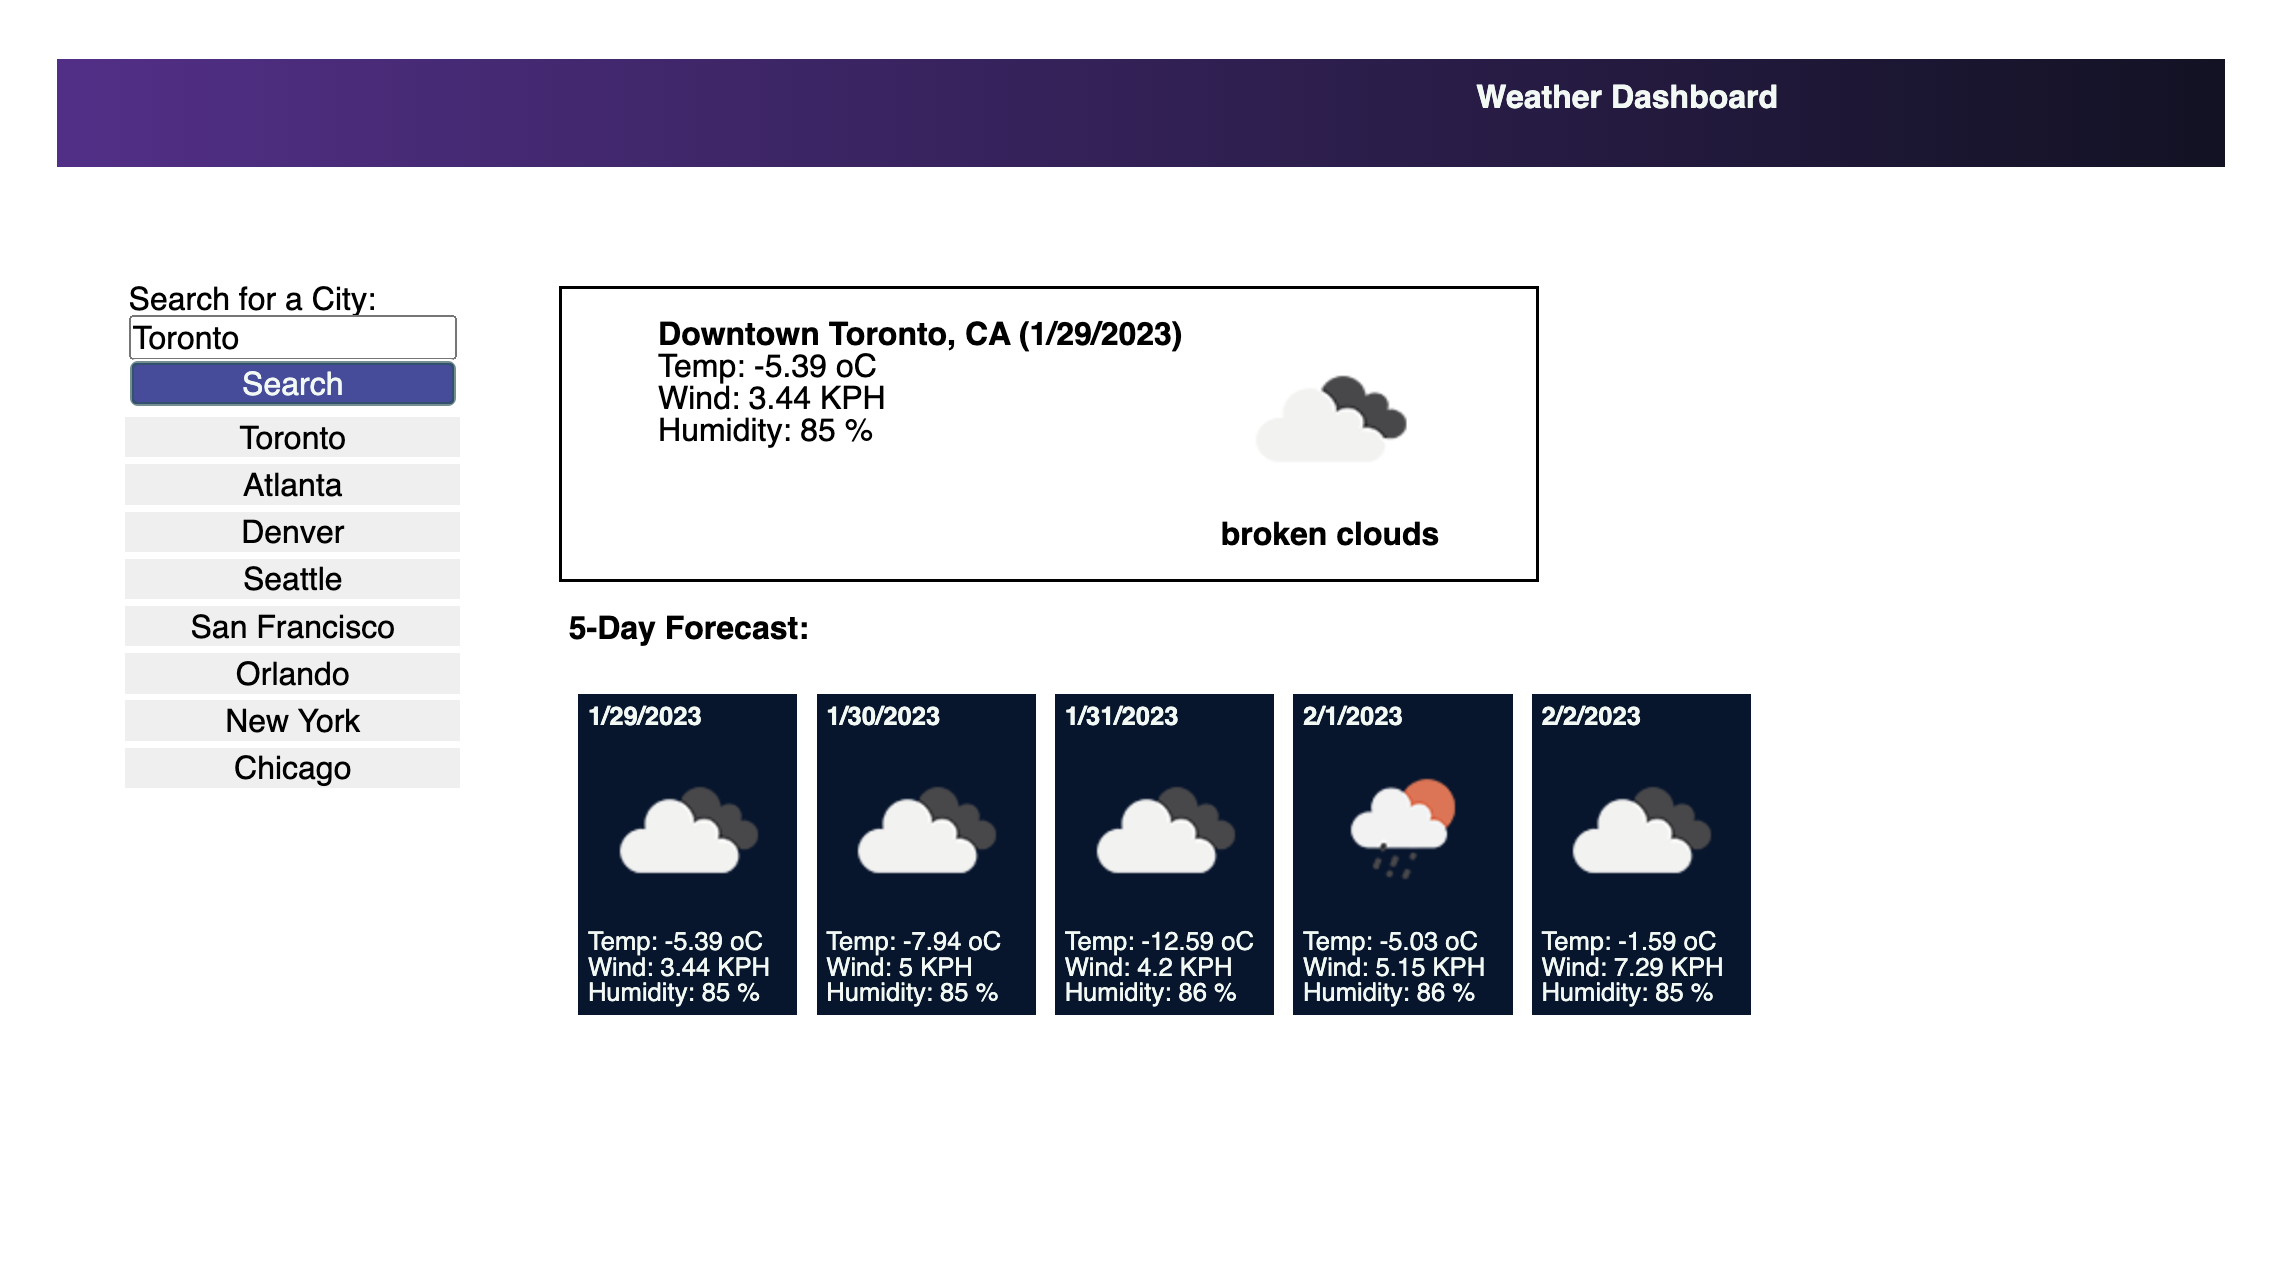 Weather Dashboard
Search for a City:
Toronto
Search
Toronto
Atlanta
Denver
Seattle
San Francisco
Orlando
New York
Chicago
Downtown Toronto, CA (1/29/2023)
Temp: -5.39 oC
Wind: 3.44 KPH
Humidity: 85 %
broken clouds
5-Day Forecast:
1/29/2023
Temp: -5.39 oC
Wind: 3.44 KPH
Humidity: 85 %
1/30/2023
Temp: -7.94 oC
Wind: 5 KPH
Humidity: 85 %
1/31/2023
Temp: -12.59 oC
Wind: 4.2 KPH
Humidity: 86 %
2/1/2023
Temp: -5.03 oC
Wind: 5.15 KPH
Humidity: 86 %
2/2/2023
Temp: -1.59 oC
Wind: 7.29 KPH
Humidity: 85 %